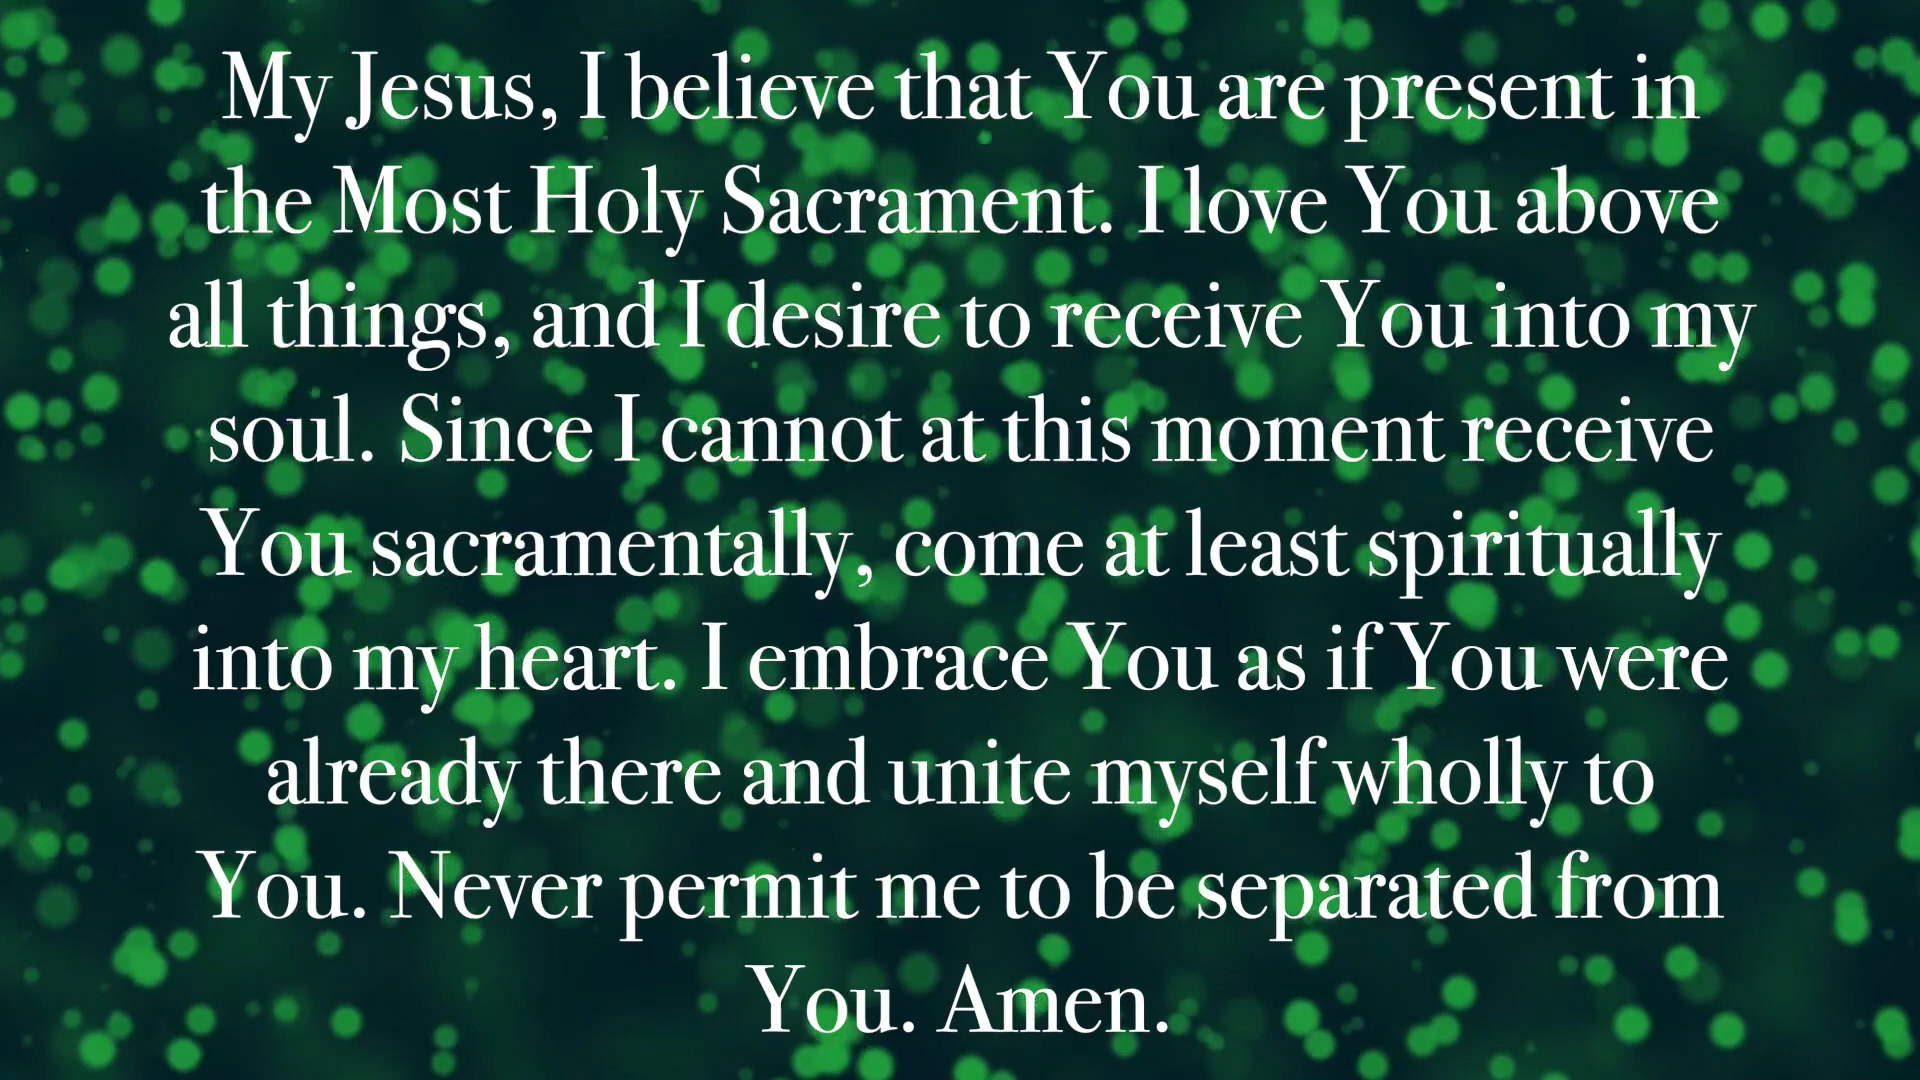 My Jesus, I believe that You are present in
the Most Holy Sacrament. I love You above
all things, and I desire to receive You into my
soul. Since I cannot at this moment receive
You sacramentally, come at least spiritually
into my heart. I embrace You as if You were
already there and unite myself wholly to
You. Never permit me to be separated from
You. Amen.